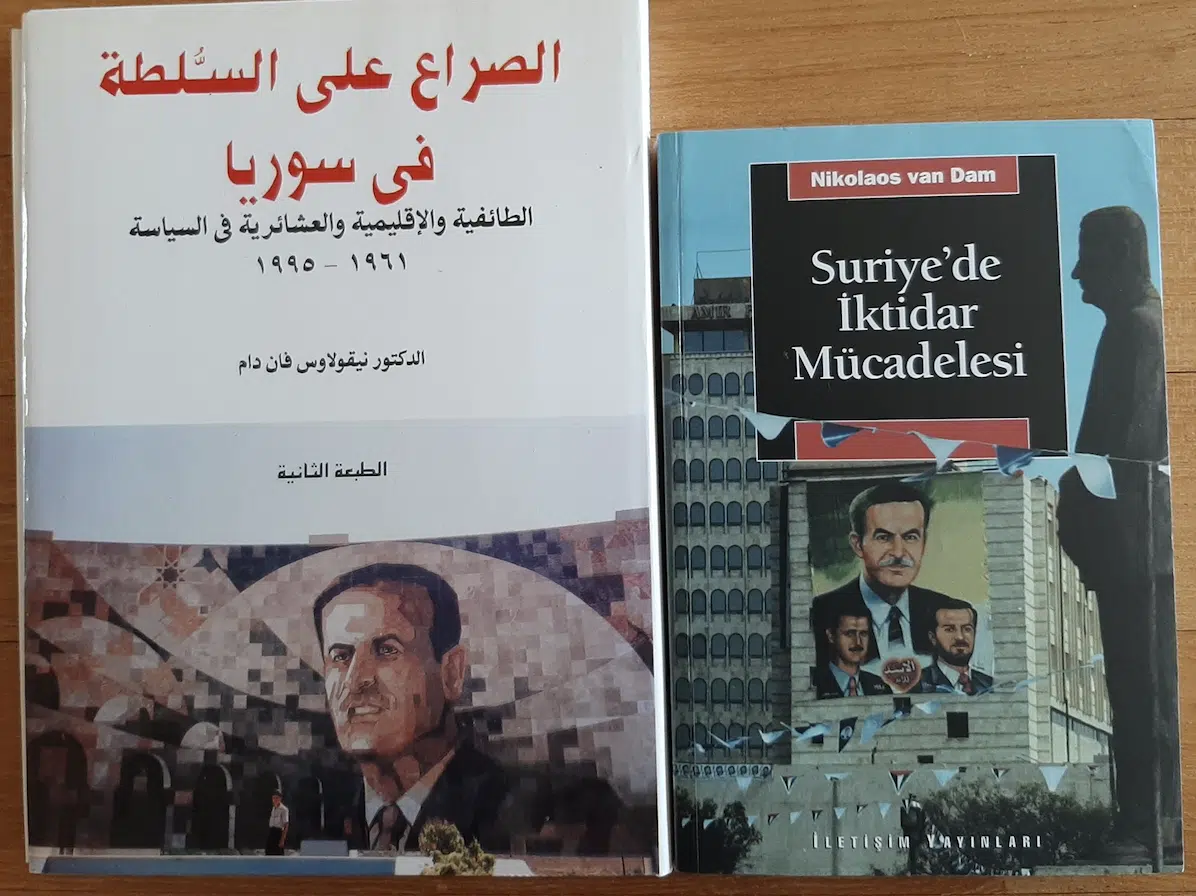 الصراع على السُّلطة
فى سوريا
الطائفية والإقليمية والعشائرية فى السياسة
١٩٦١ - ١٩٩٥
الدكتور نيقولاوس فان دام
الطبعة الثانية
Nikolaos van Dam
Suriye'de
İktidar
Mücadelesi
İLETİŞİM YAYINLARI